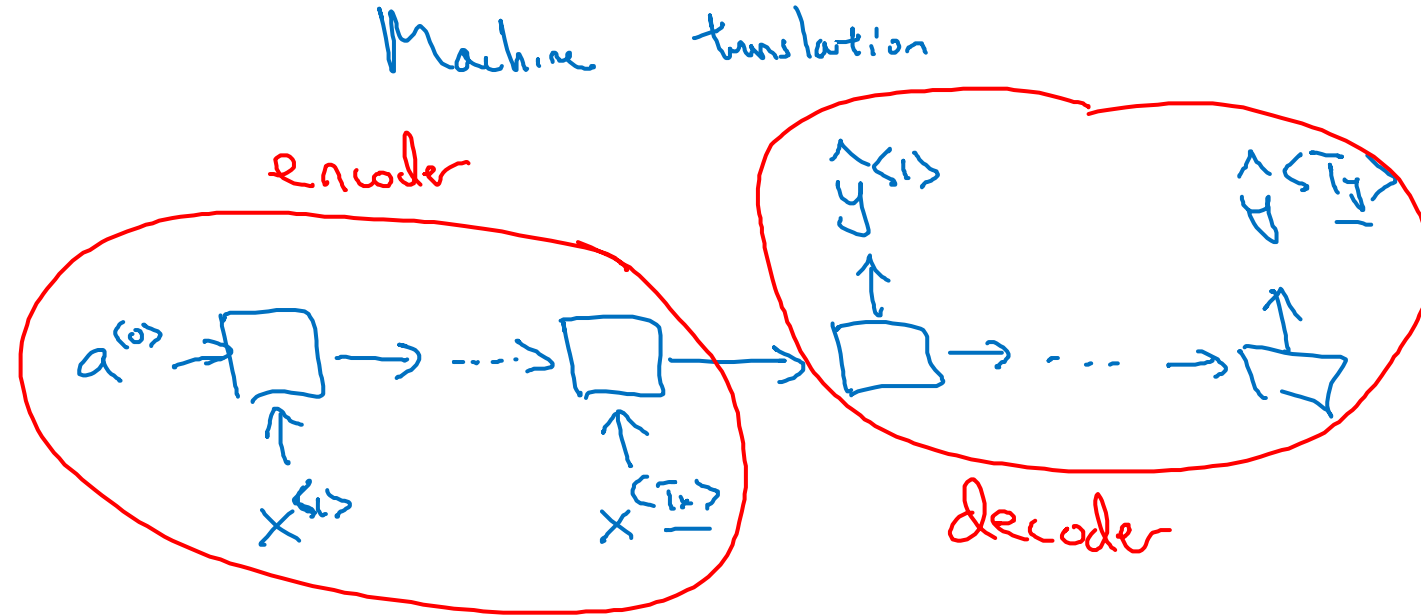 Machine translation
encoder
ŷ<1> ŷ<Ty>
a<0> ----> ...
x<1> x<Tx>
decoder